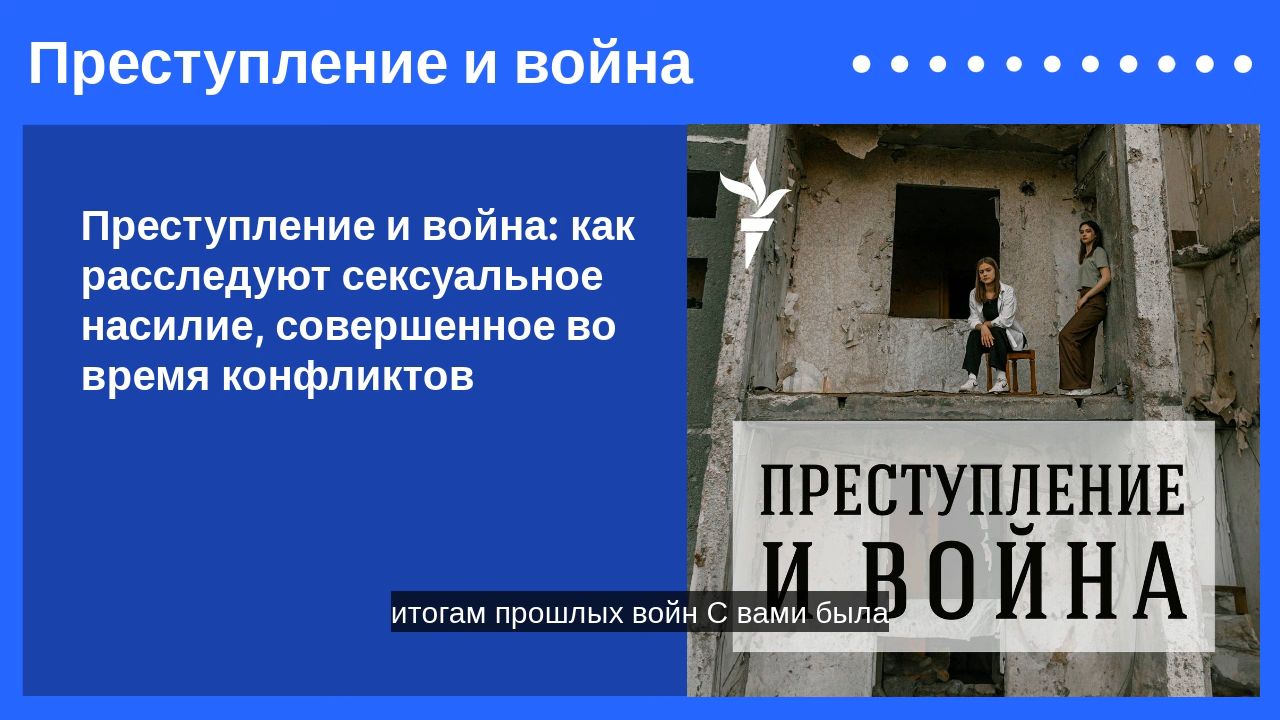 Преступление и война
Преступление и война: как
расследуют сексуальное
насилие, совершенное во
время конфликтов
ПРЕСТУПЛЕНИЕ
И ВОЙНА
итогам прошлых войн С вами была